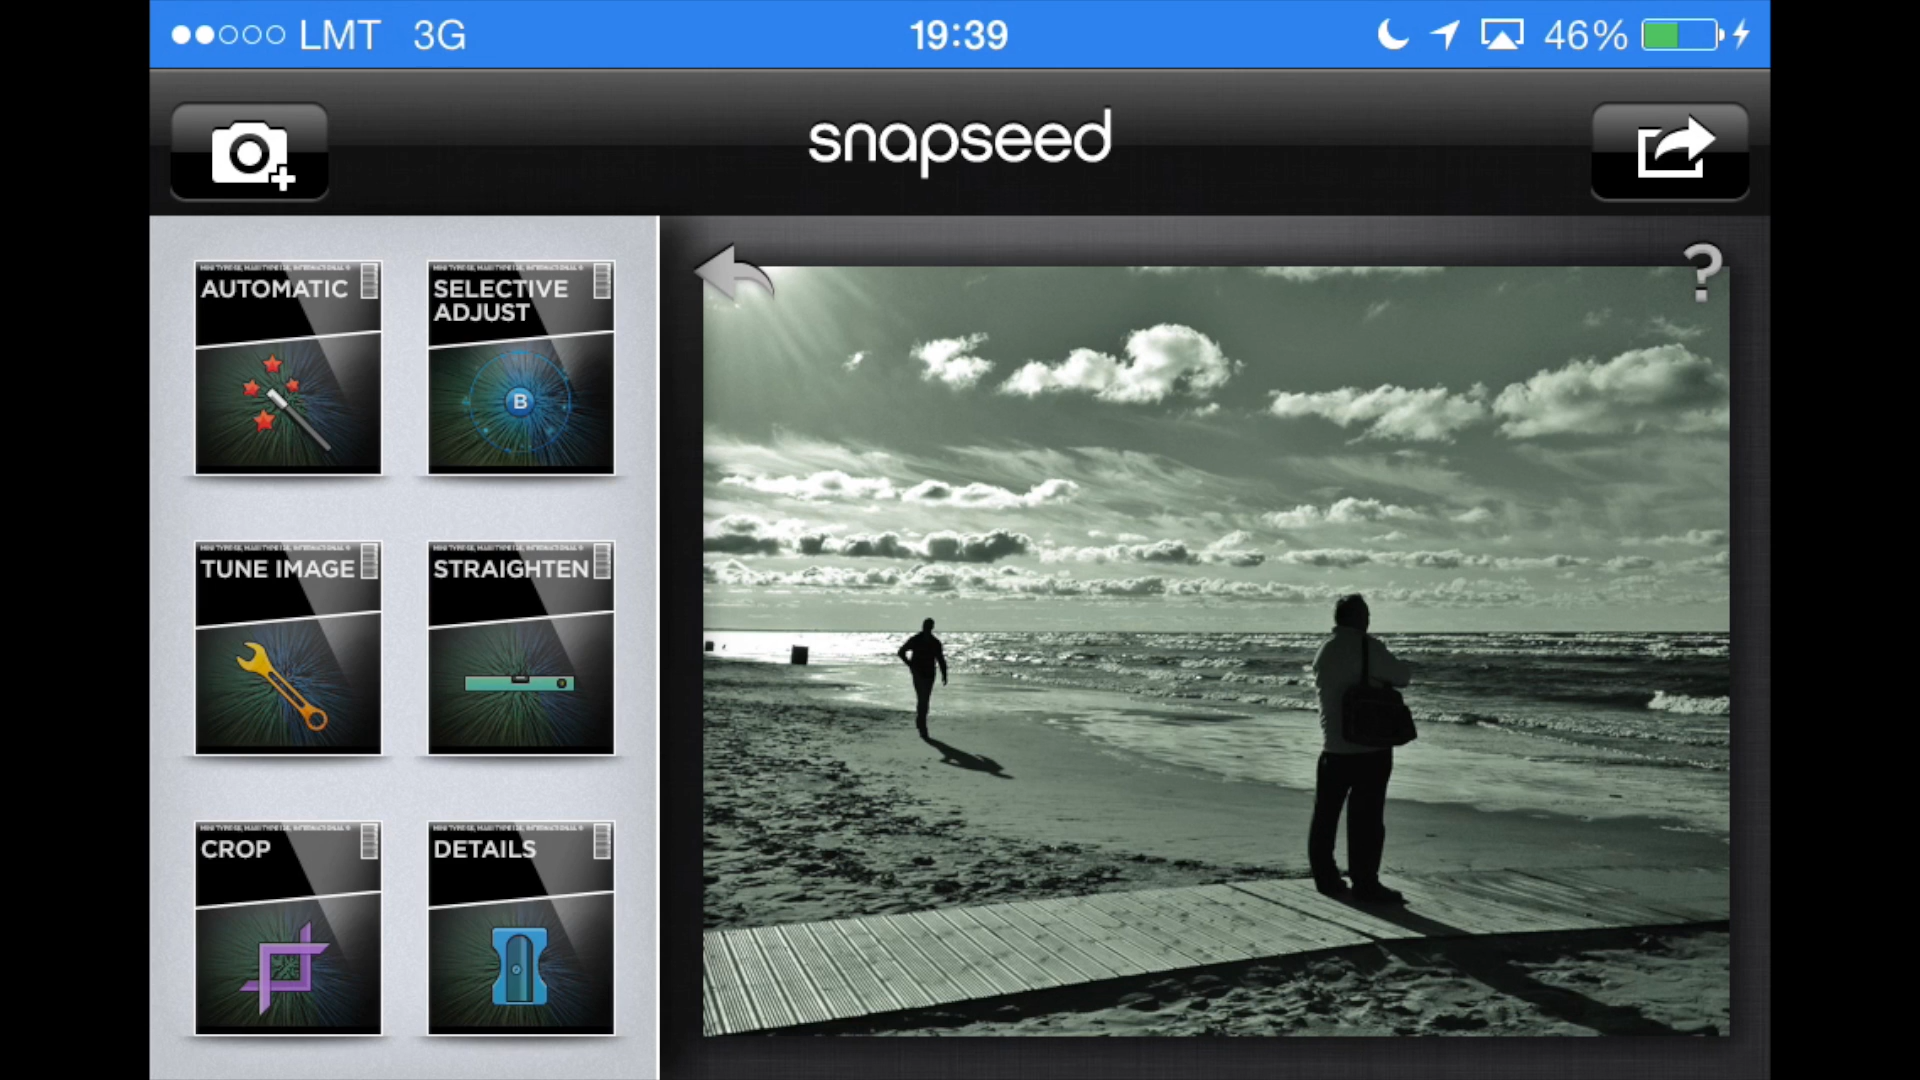 LMT 3G 19:39 46%
snapseed
AUTOMATIC
SELECTIVE
ADJUST
B
TUNE IMAGE
STRAIGHTEN
CROP
DETAILS
?